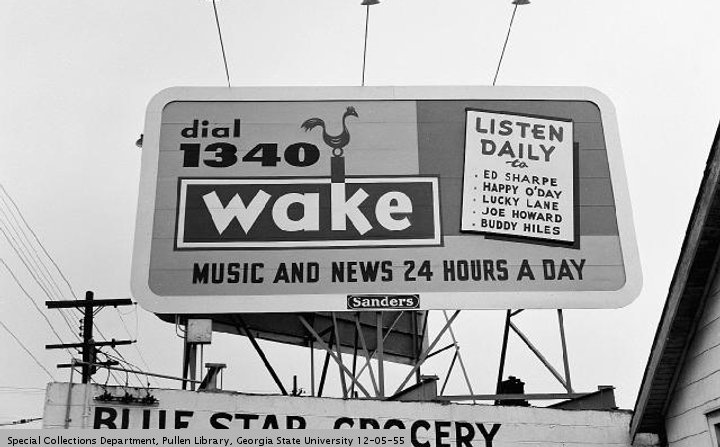 dial
1340
wake
LISTEN
DAILY
to
• ED SHARPE
• HAPPY O'DAY
• LUCKY LANE
• JOE HOWARD
• BUDDY HILES
MUSIC AND NEWS 24 HOURS A DAY
Sanders
BLUE STAR GROCERY
Special Collections Department, Pullen Library, Georgia State University 12-05-55